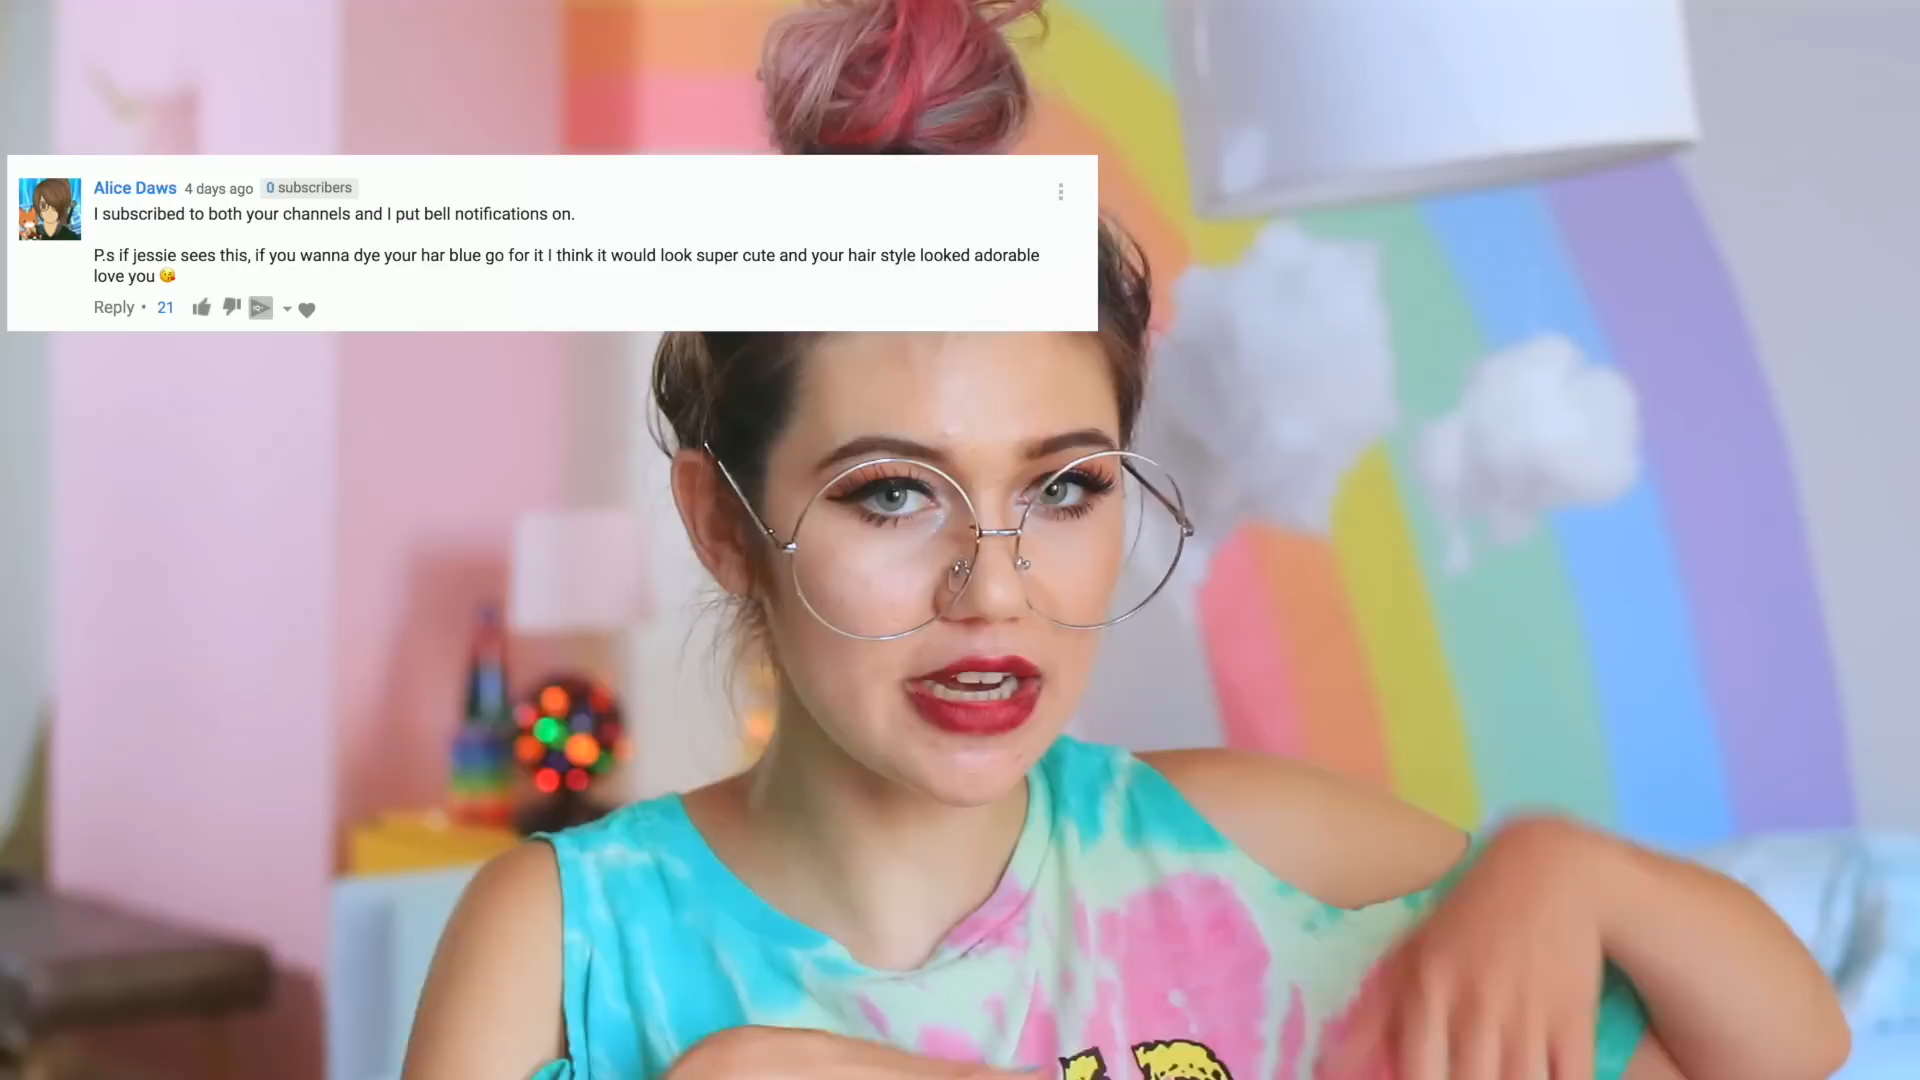 Alice Daws 4 days ago 0 subscribers
I subscribed to both your channels and I put bell notifications on.
P.s if jessie sees this, if you wanna dye your har blue go for it I think it would look super cute and your hair style looked adorable
love you 😘
Reply • 21